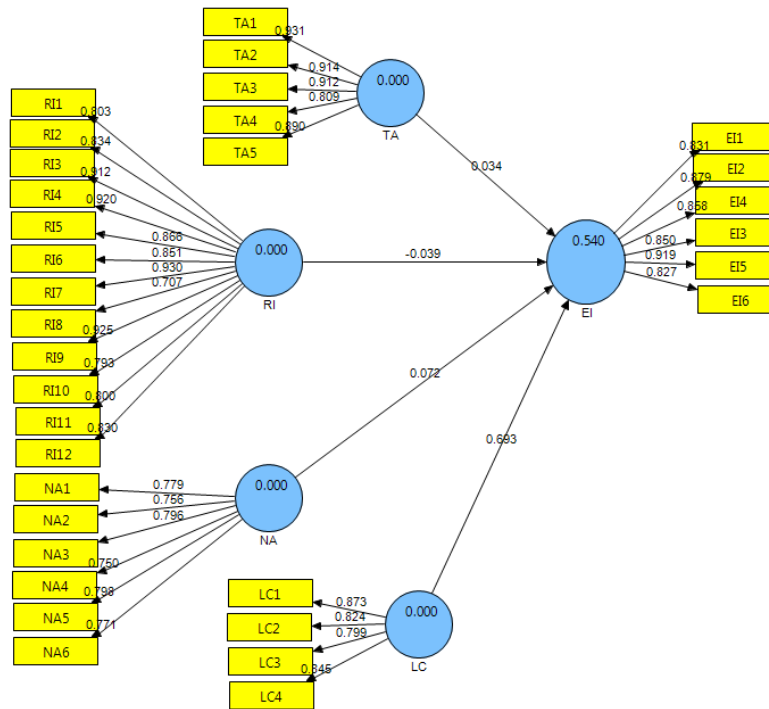 TA1
0.931
TA2
0.914
TA3
0.912
TA4
0.809
TA5
0.890
0.000
TA
0.034
RI1
0.803
RI2
0.834
RI3
0.912
RI4
0.920
RI5
0.866
RI6
0.851
RI7
0.930
RI8
0.707
RI9
0.925
RI10
0.793
RI11
0.800
RI12
0.830
0.000
RI
-0.039
EI1
0.831
EI2
0.879
EI4
0.858
EI3
0.850
EI5
0.919
EI6
0.827
0.540
EI
0.072
0.693
NA1
0.779
NA2
0.756
NA3
0.796
NA4
0.750
NA5
0.798
NA6
0.771
0.000
NA
LC1
0.873
LC2
0.824
LC3
0.799
LC4
0.845
0.000
LC